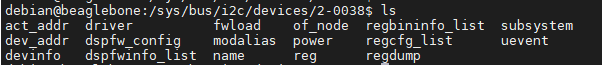 debian@beaglebone:/sys/bus/i2c/devices/2-0038$ ls
act_addr driver fwload of_node regbininfo_list subsystem
dev_addr dspfw_config modalias power regcfg_list uevent
devinfo dspfwinfo_list name reg regdump